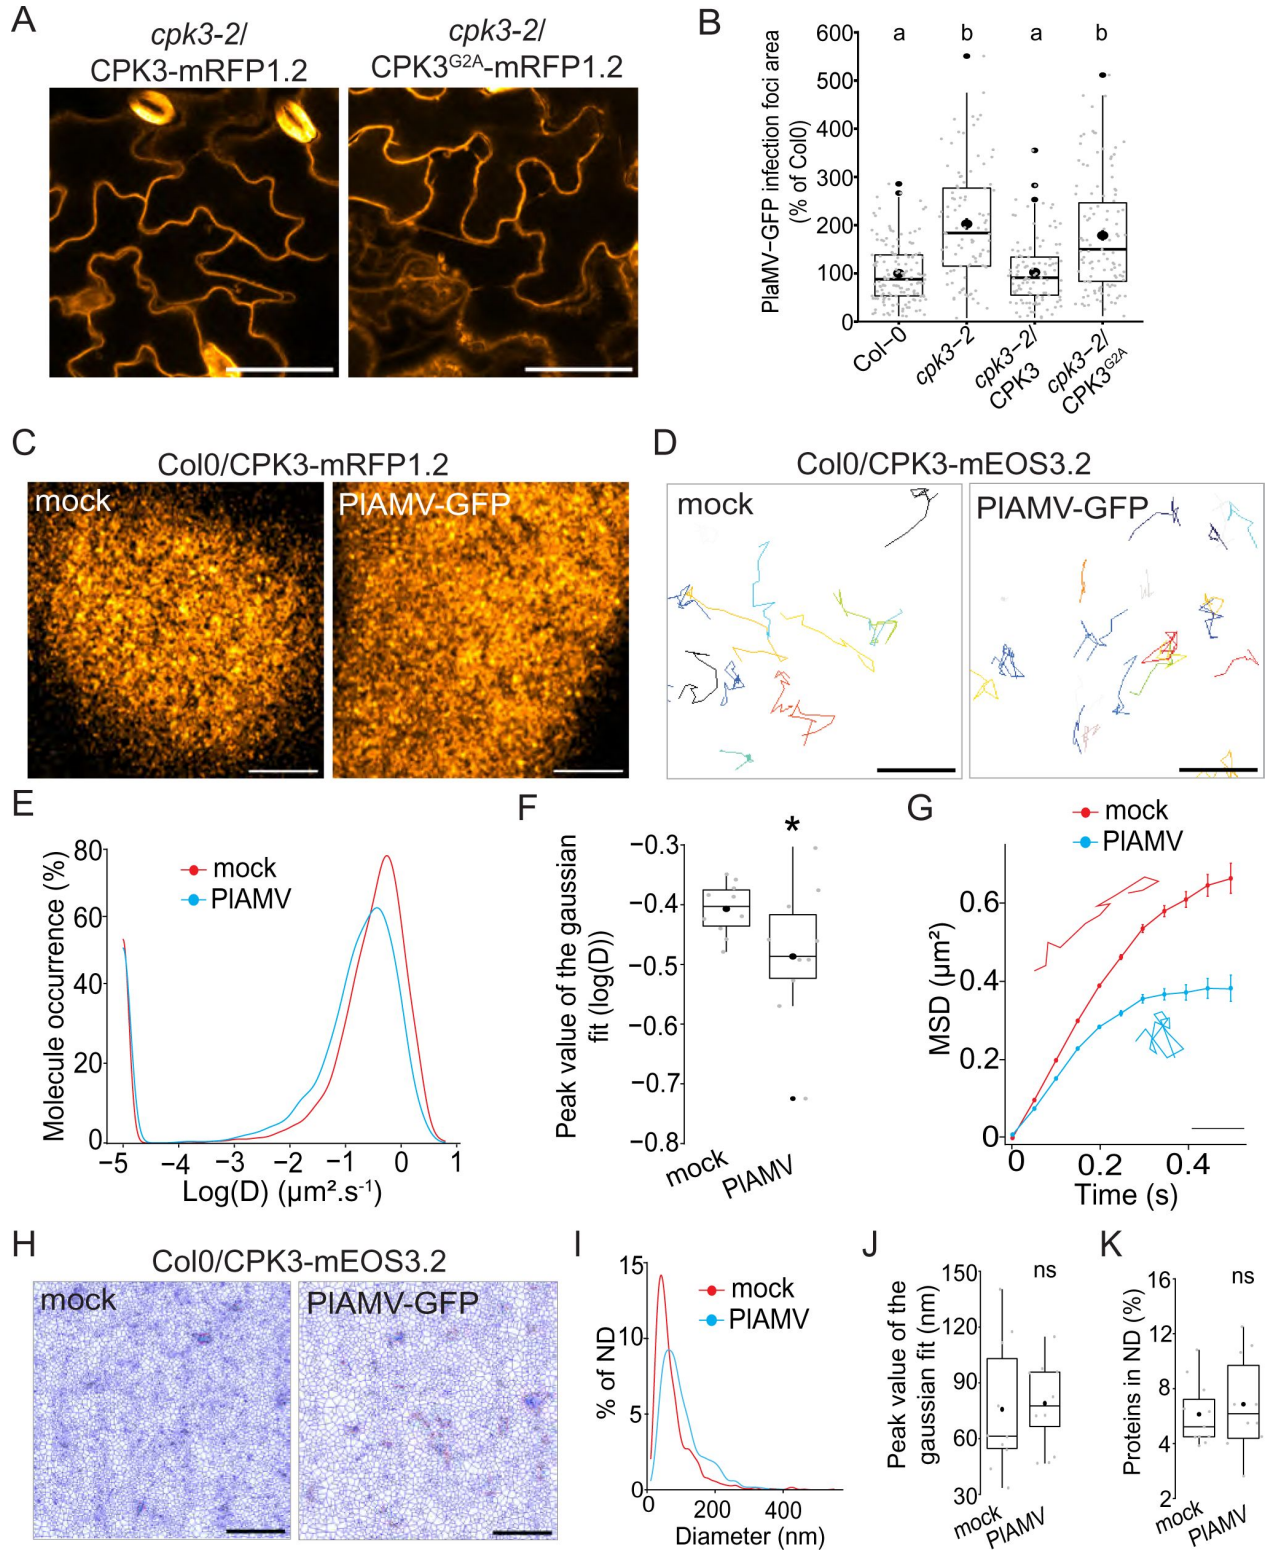 A
cpk3-2/
CPK3-mRFP1.2
cpk3-2/
CPK3G2A-mRFP1.2
B
PlaMV−GFP infection foci area
(% of Col0)
600
500
400
300
200
100
0
a
b
a
b
Col−0
cpk3−2
cpk3−2/
CPK3
cpk3−2/
CPK3G2A
C
Col0/CPK3-mRFP1.2
mock
PlAMV-GFP
D
Col0/CPK3-mEOS3.2
mock
PlAMV-GFP
E
Molecule occurrence (%)
80
60
40
20
0
mock
PlAMV
−5
−4
−3
−2
−1
0
1
Log(D) (µm².s-1)
F
Peak value of the gaussian
fit (log(D))
−0.3
−0.4
−0.5
−0.6
−0.7
−0.8
*
mock
PlAMV
G
mock
PlAMV
MSD (µm²)
0.6
0.4
0.2
0
0
0.2
0.4
Time (s)
H
Col0/CPK3-mEOS3.2
mock
PlAMV-GFP
I
% of ND
15
10
5
0
mock
PlAMV
0
200
400
Diameter (nm)
J
Peak value of the
gaussian fit (nm)
150
120
90
60
30
ns
mock
PlAMV
K
Proteins in ND (%)
16
12
8
4
2
ns
mock
PlAMV